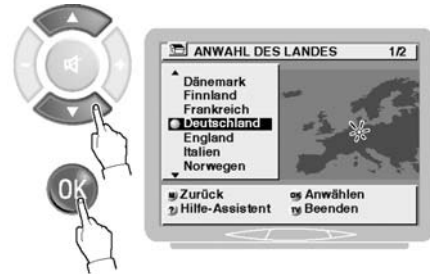 ANWAHL DES LANDES 1/2
Dänemark
Finnland
Frankreich
Deutschland
England
Italien
Norwegen
Zurück
Anwählen
Hilfe-Assistent
Beenden
OK